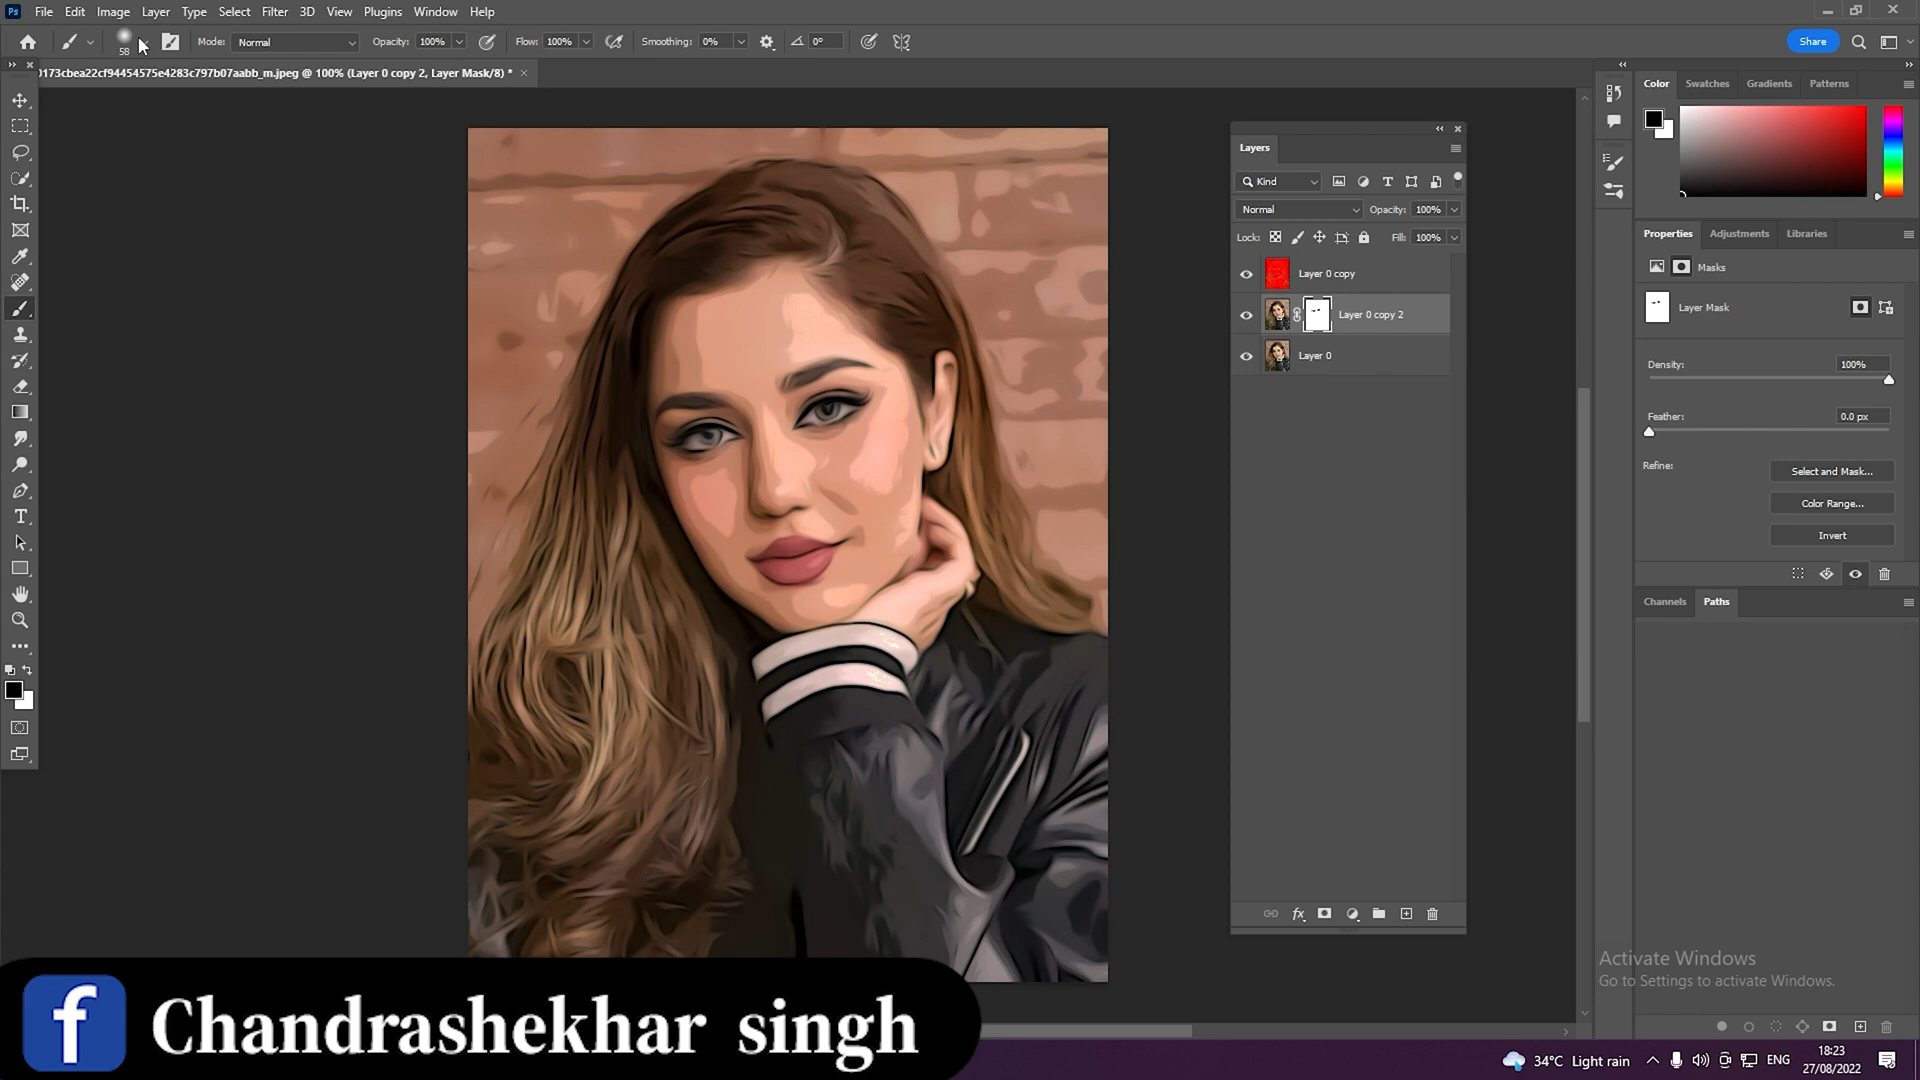 Ps File Edit Image Layer Type Select Filter 3D View Plugins Window Help
58 Mode: Normal Opacity: 100% Flow: 100% Smoothing: 0% 0° Share
0173cbea22cf94454575e4283c797b07aabb_m.jpeg @ 100% (Layer 0 copy 2, Layer Mask/8) *
Color Swatches Gradients Patterns
Layers
Kind
Normal Opacity: 100%
Lock: Fill: 100%
Layer 0 copy
Layer 0 copy 2
Layer 0
fx
Properties Adjustments Libraries
Masks
Layer Mask
Density: 100%
Feather: 0.0 px
Refine: Select and Mask...
Color Range...
Invert
Channels Paths
Activate Windows
Go to Settings to activate Windows.
f Chandrashekhar singh
34°C Light rain ENG 18:23
27/08/2022